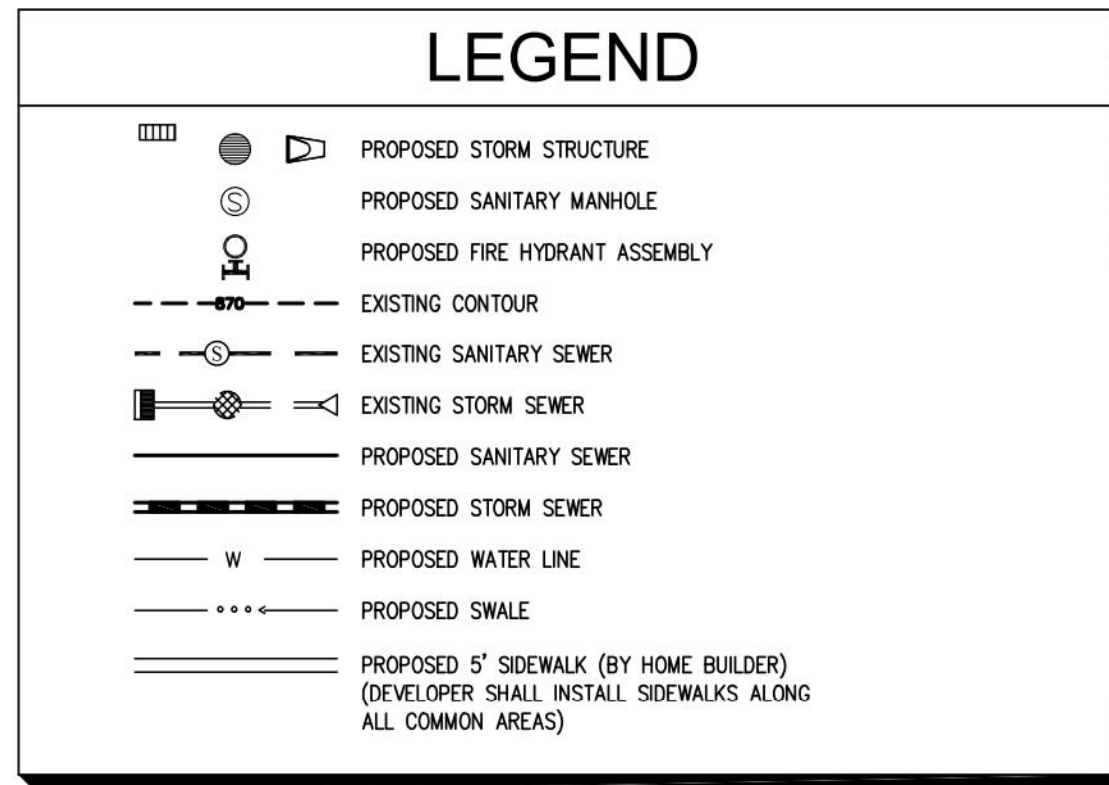 LEGEND
PROPOSED STORM STRUCTURE
S PROPOSED SANITARY MANHOLE
PROPOSED FIRE HYDRANT ASSEMBLY
870 EXISTING CONTOUR
S EXISTING SANITARY SEWER
EXISTING STORM SEWER
PROPOSED SANITARY SEWER
PROPOSED STORM SEWER
W PROPOSED WATER LINE
PROPOSED SWALE
PROPOSED 5' SIDEWALK (BY HOME BUILDER)
(DEVELOPER SHALL INSTALL SIDEWALKS ALONG
ALL COMMON AREAS)